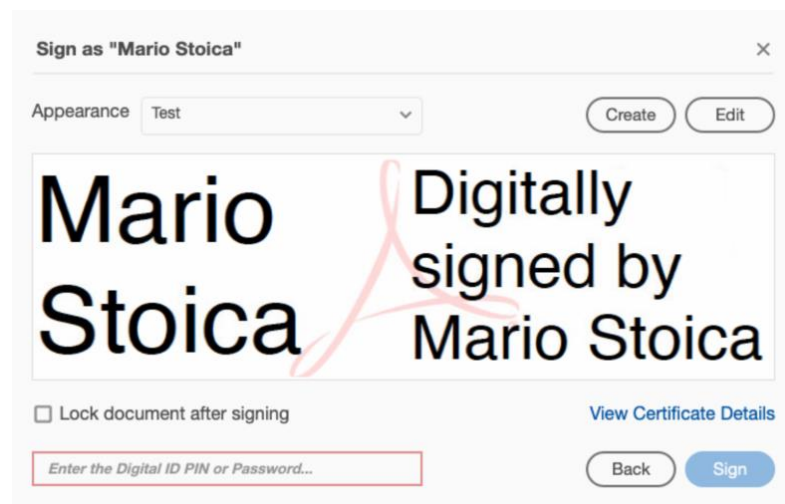 Sign as "Mario Stoica"
Appearance Test Create Edit
Mario
Stoica
Digitally
signed by
Mario Stoica
Lock document after signing View Certificate Details
Enter the Digital ID PIN or Password... Back Sign